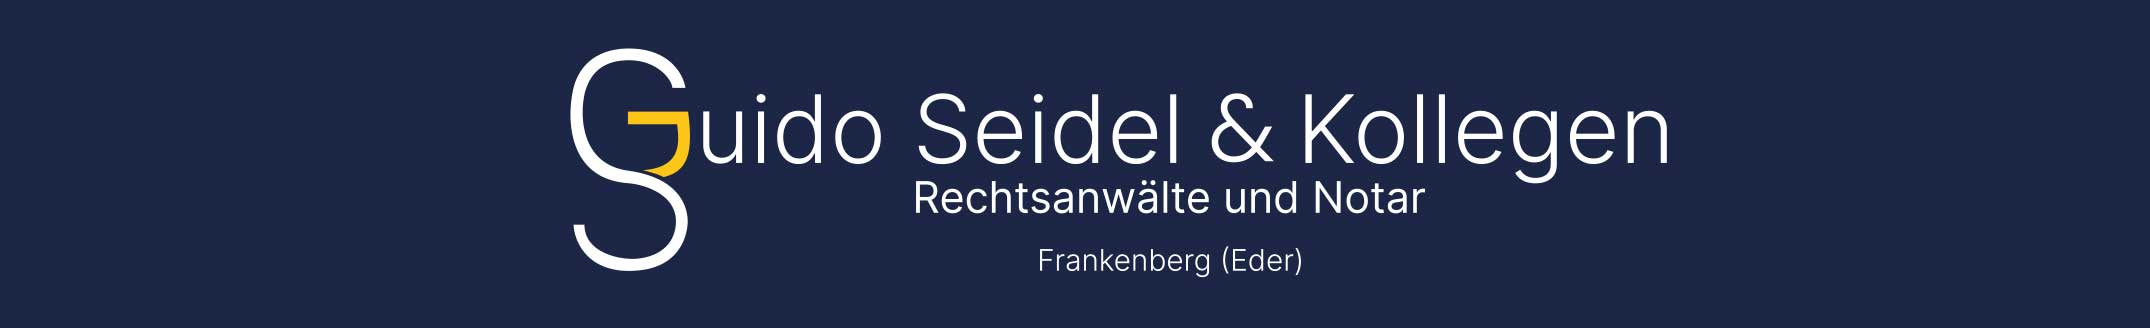 Guido Seidel & Kollegen
Rechtsanwälte und Notar
Frankenberg (Eder)